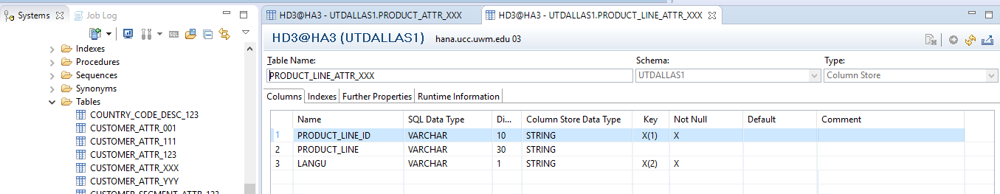 Systems
Job Log
Indexes
Procedures
Sequences
Synonyms
Tables
COUNTRY_CODE_DESC_123
CUSTOMER_ATTR_001
CUSTOMER_ATTR_111
CUSTOMER_ATTR_123
CUSTOMER_ATTR_XXX
CUSTOMER_ATTR_YYY
HD3@HA3 - UTDALLAS1.PRODUCT_ATTR_XXX
HD3@HA3 - UTDALLAS1.PRODUCT_LINE_ATTR_XXX
HD3@HA3 (UTDALLAS1) hana.ucc.uwm.edu 03
Table Name: Schema: Type:
PRODUCT_LINE_ATTR_XXX UTDALLAS1 Column Store
Columns Indexes Further Properties Runtime Information
Name SQL Data Type Di... Column Store Data Type Key Not Null Default Comment
1 PRODUCT_LINE_ID VARCHAR 10 STRING X(1) X
2 PRODUCT_LINE VARCHAR 30 STRING
3 LANGU VARCHAR 1 STRING X(2) X